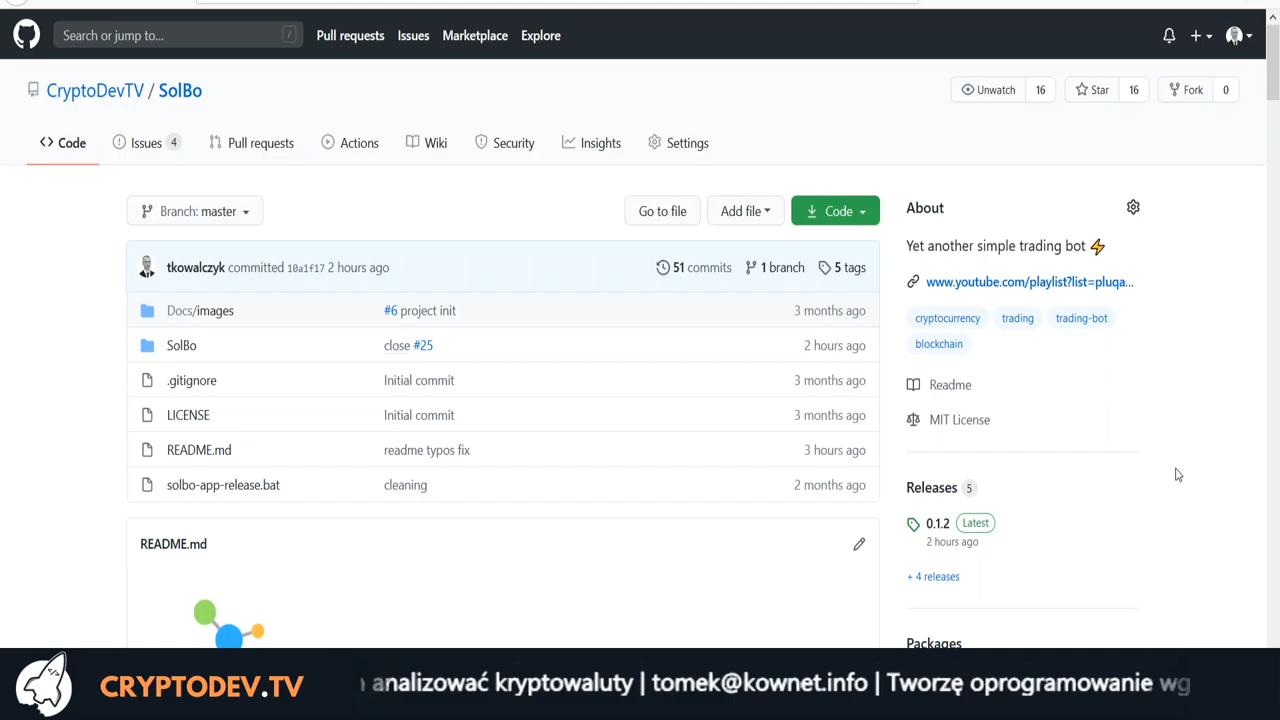 Search or jump to...
/
Pull requests
Issues
Marketplace
Explore
CryptoDevTV / SolBo
Unwatch 16
Star 16
Fork 0
Code
Issues 4
Pull requests
Actions
Wiki
Security
Insights
Settings
Branch: master
Go to file
Add file
Code
tkowalczyk committed 10a1f17 2 hours ago
51 commits
1 branch
5 tags
Docs/images #6 project init 3 months ago
SolBo close #25 2 hours ago
.gitignore Initial commit 3 months ago
LICENSE Initial commit 3 months ago
README.md readme typos fix 3 hours ago
solbo-app-release.bat cleaning 2 months ago
README.md
About
Yet another simple trading bot ⚡
www.youtube.com/playlist?list=pluqa...
cryptocurrency trading trading-bot
blockchain
Readme
MIT License
Releases 5
0.1.2 Latest
2 hours ago
+ 4 releases
Packages
CRYPTODEV.TV
analizować kryptowaluty | tomek@kownet.info | Tworzę oprogramowanie wg